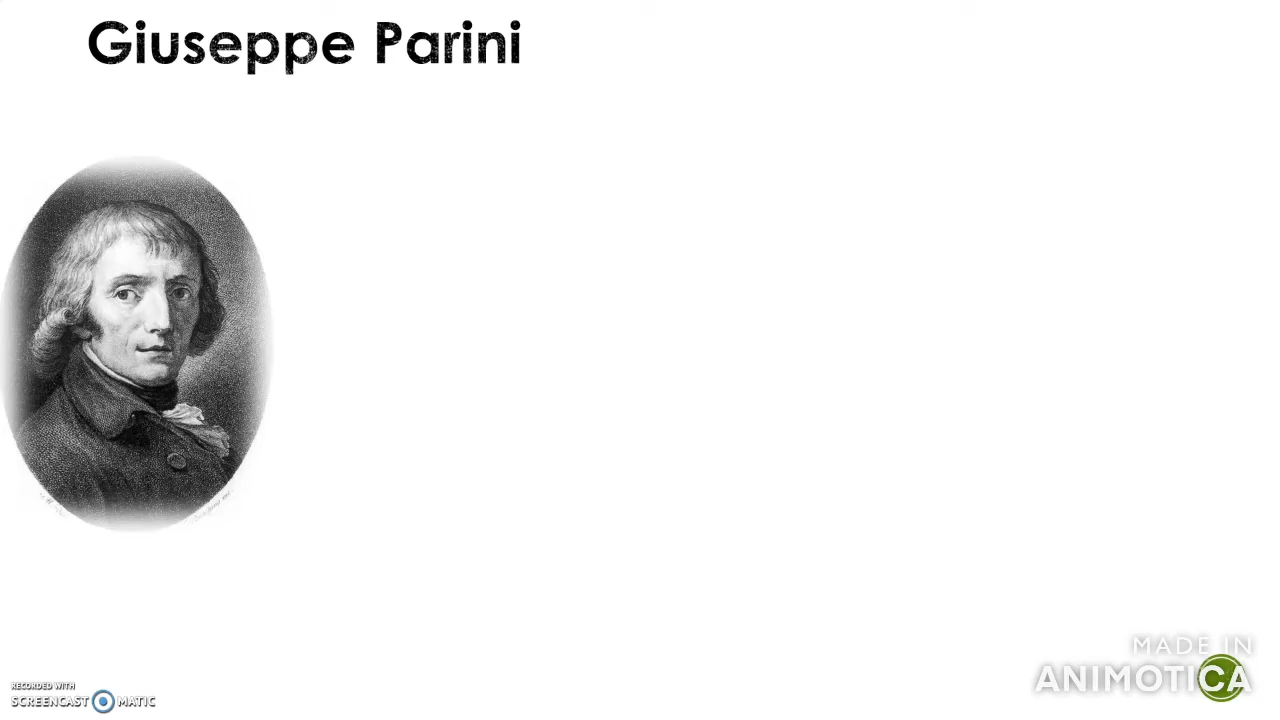 Giuseppe Parini
MADE IN
ANIMOTICA
RECORDED WITH
SCREENCAST MATIC